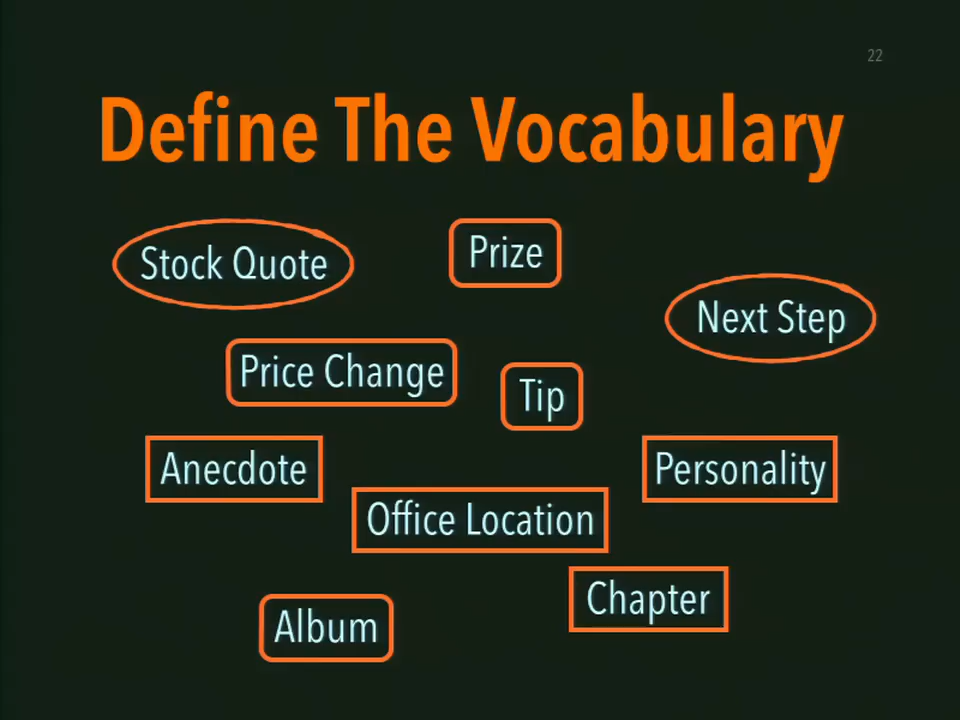 22
Define The Vocabulary
Stock Quote
Prize
Next Step
Price Change
Tip
Anecdote
Personality
Office Location
Chapter
Album